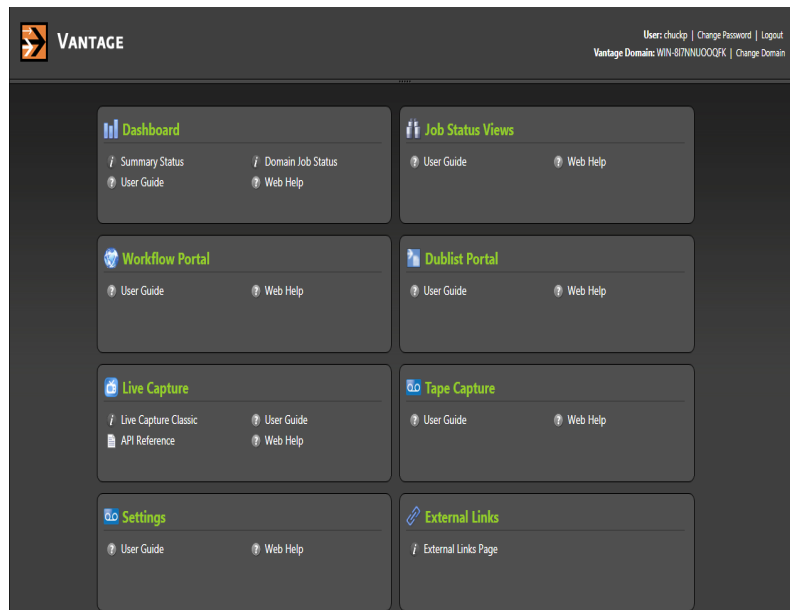 VANTAGE
User: chuckp | Change Password | Logout
Vantage Domain: WIN-8I7NNUOOQFK | Change Domain
Dashboard
Summary Status
Domain Job Status
User Guide
Web Help
Job Status Views
User Guide
Web Help
Workflow Portal
User Guide
Web Help
Dublist Portal
User Guide
Web Help
Live Capture
Live Capture Classic
User Guide
API Reference
Web Help
Tape Capture
User Guide
Web Help
Settings
User Guide
Web Help
External Links
External Links Page